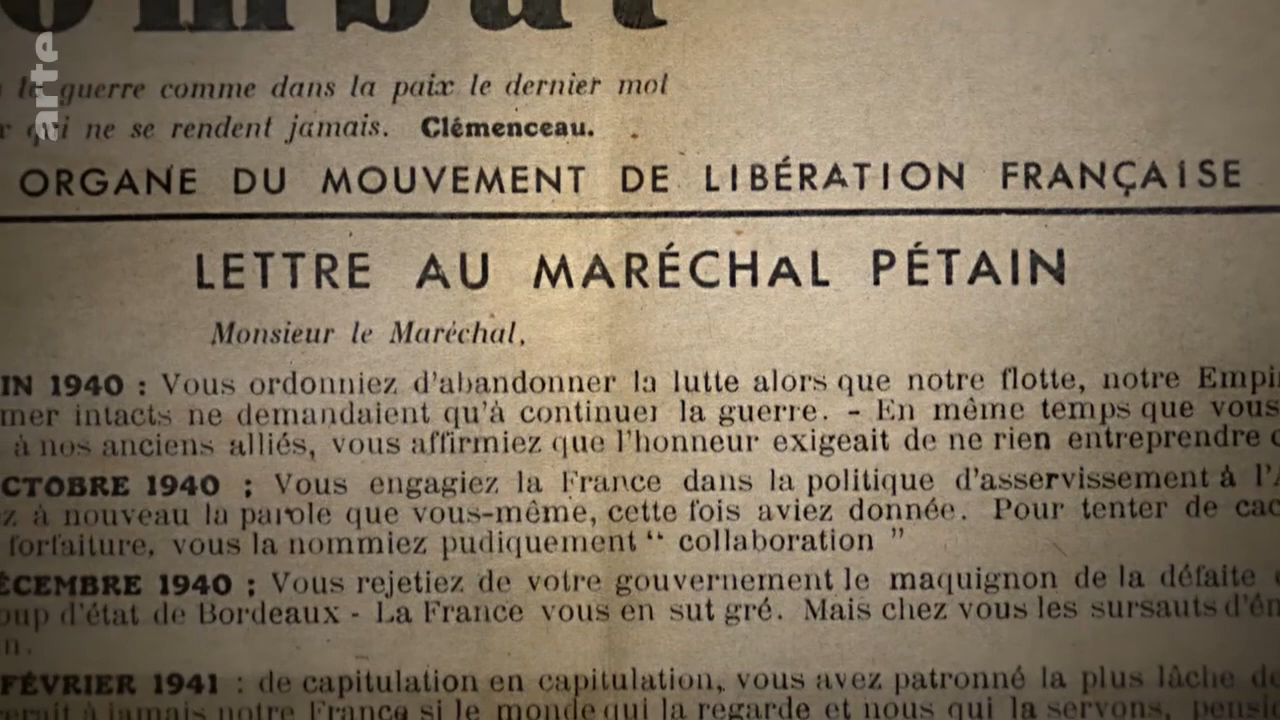 arte
la guerre comme dans la paix le dernier mot
qui ne se rendent jamais. Clémenceau.
ORGANE DU MOUVEMENT DE LIBÉRATION FRANÇAISE
LETTRE AU MARÉCHAL PÉTAIN
Monsieur le Maréchal,
IN 1940 : Vous ordonniez d'abandonner la lutte alors que notre flotte, notre Empi
mer intacts ne demandaient qu'à continuer la guerre. - En même temps que vous
à nos anciens alliés, vous affirmiez que l'honneur exigeait de ne rien entreprendre
CTOBRE 1940 : Vous engagiez la France dans la politique d'asservissement à l'
z à nouveau la parole que vous-même, cette fois aviez donnée. Pour tenter de cac
forfaiture, vous la nommiez pudiquement “ collaboration ”
ÉCEMBRE 1940 : Vous rejetiez de votre gouvernement le maquignon de la défaite
oup d'état de Bordeaux - La France vous en sut gré. Mais chez vous les sursauts d'én
n.
FÉVRIER 1941 : de capitulation en capitulation, vous avez patronné la plus lâche de
erait à jamais notre France si le monde qui la regarde et nous qui la servons, pensi